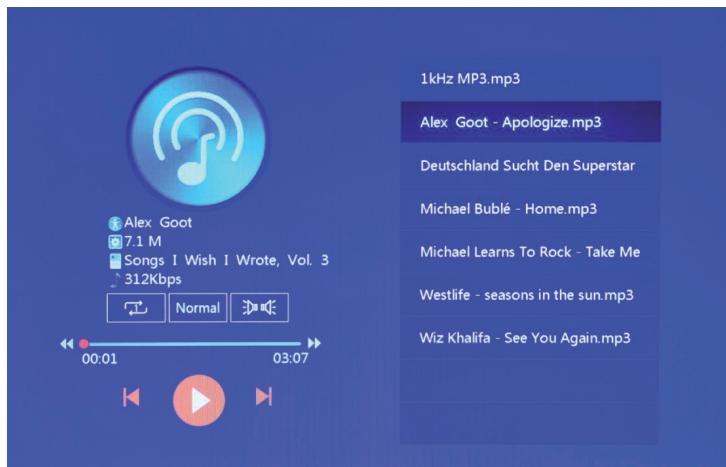 Alex Goot
7.1 M
Songs I Wish I Wrote, Vol. 3
312Kbps
1
Normal
00:01
03:07
1kHz MP3.mp3
Alex Goot - Apologize.mp3
Deutschland Sucht Den Superstar
Michael Bublé - Home.mp3
Michael Learns To Rock - Take Me
Westlife - seasons in the sun.mp3
Wiz Khalifa - See You Again.mp3